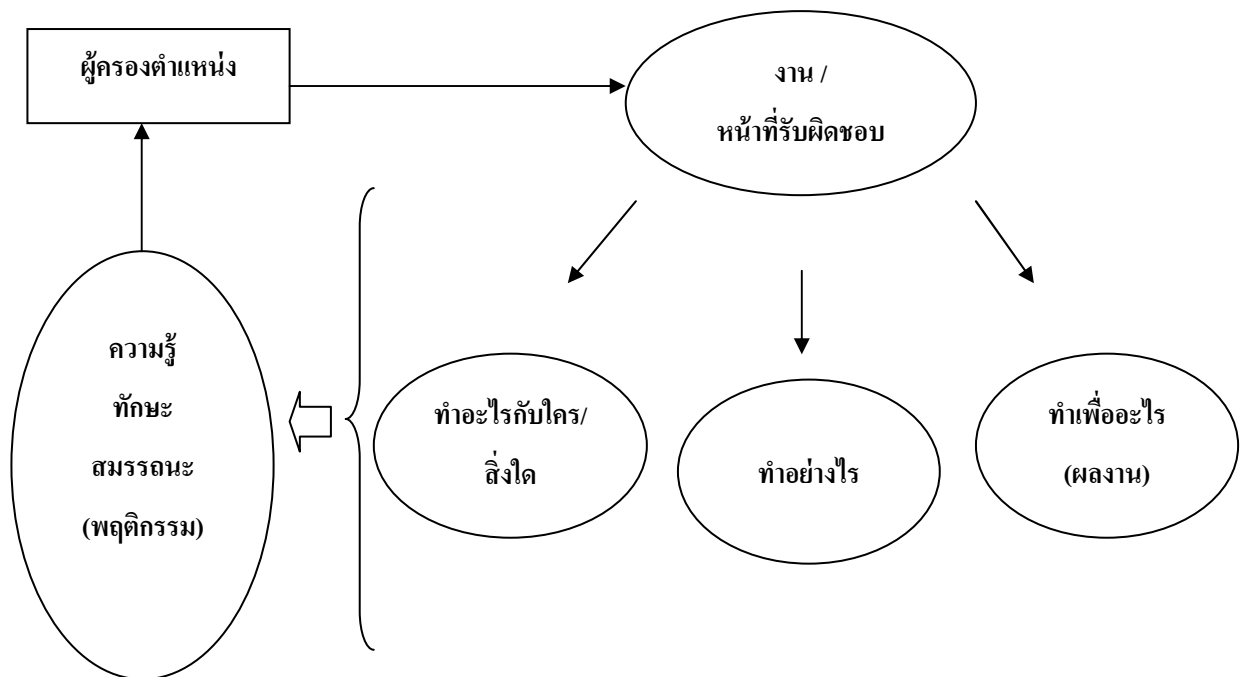 ผู้ครองตำแหน่ง
งาน /
หน้าที่รับผิดชอบ
ความรู้
ทักษะ
สมรรถนะ
(พฤติกรรม)
ทำอะไรกับใคร/
สิ่งใด
ทำอย่างไร
ทำเพื่ออะไร
(ผลงาน)